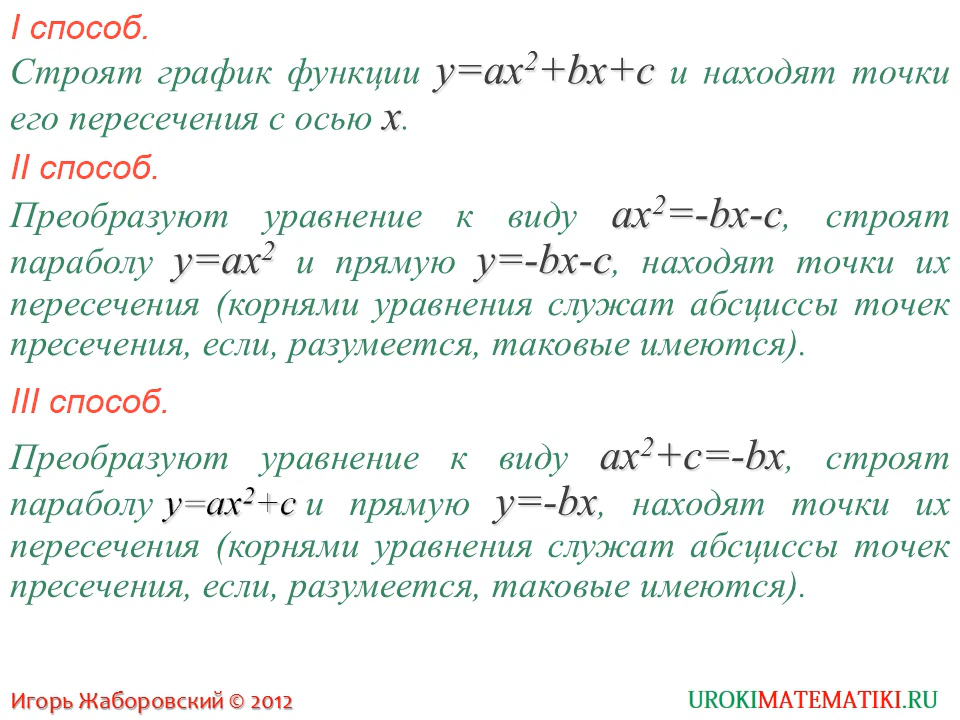 I способ.
Строят график функции y=ax²+bx+c и находят точки
его пересечения с осью x.
II способ.
Преобразуют уравнение к виду ax²=-bx-c, строят
параболу y=ax² и прямую y=-bx-c, находят точки их
пересечения (корнями уравнения служат абсциссы точек
пресечения, если, разумеется, таковые имеются).
III способ.
Преобразуют уравнение к виду ax²+c=-bx, строят
параболу y=ax²+c и прямую y=-bx, находят точки их
пересечения (корнями уравнения служат абсциссы точек
пресечения, если, разумеется, таковые имеются).
Игорь Жаборовский © 2012
UROKIMATEMATIKI.RU